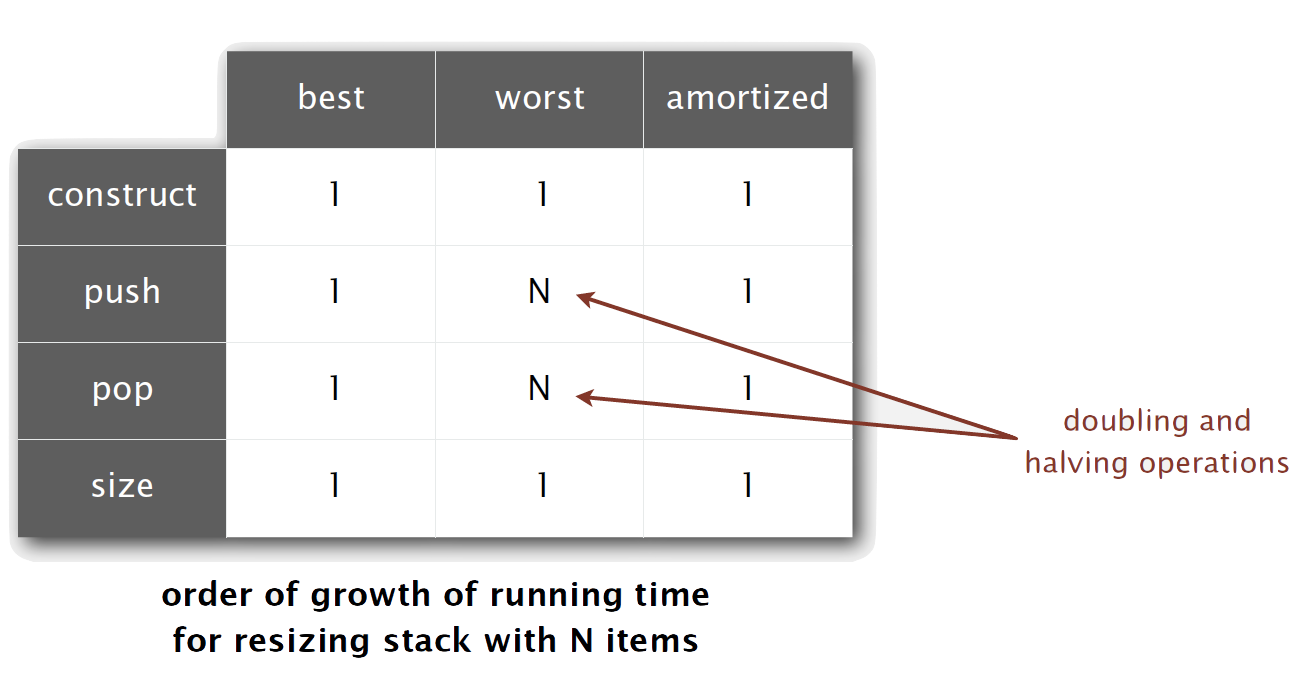 best worst amortized
construct 1 1 1
push 1 N 1
pop 1 N 1
doubling and
halving operations
size 1 1 1
order of growth of running time
for resizing stack with N items